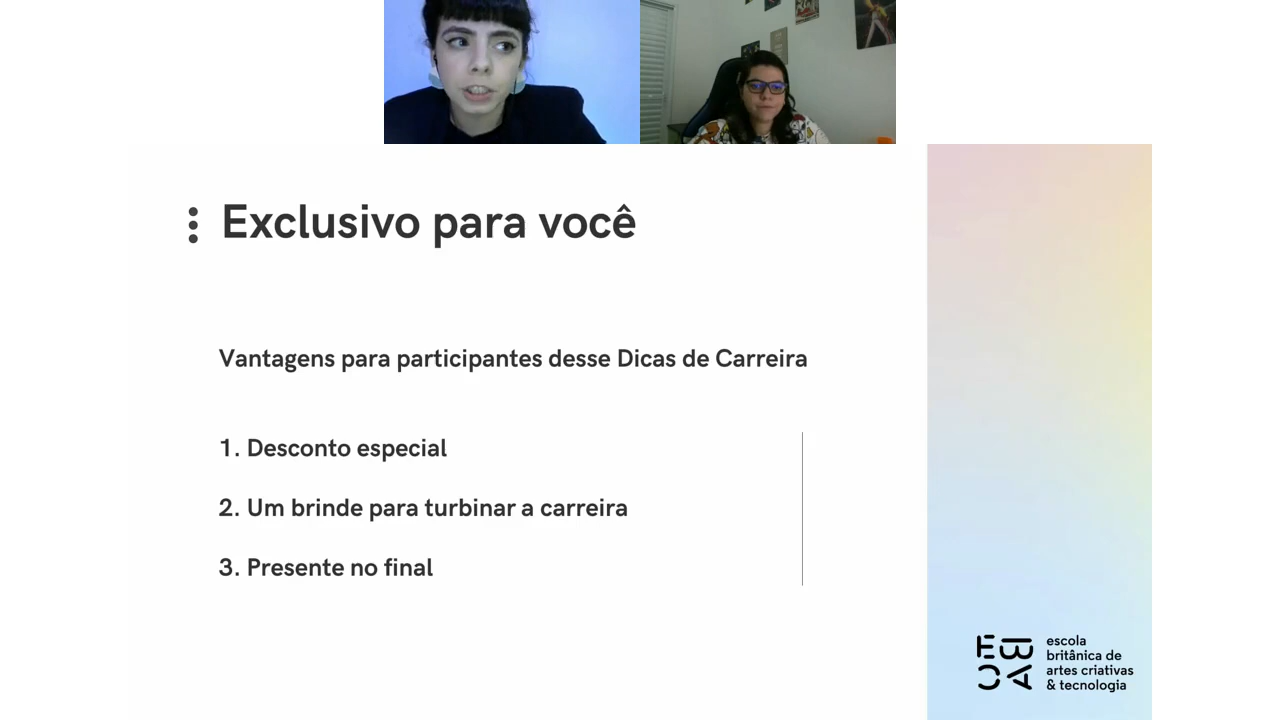 Exclusivo para você
Vantagens para participantes desse Dicas de Carreira
1. Desconto especial
2. Um brinde para turbinar a carreira
3. Presente no final
EBAC
escola
britânica de
artes criativas
& tecnologia